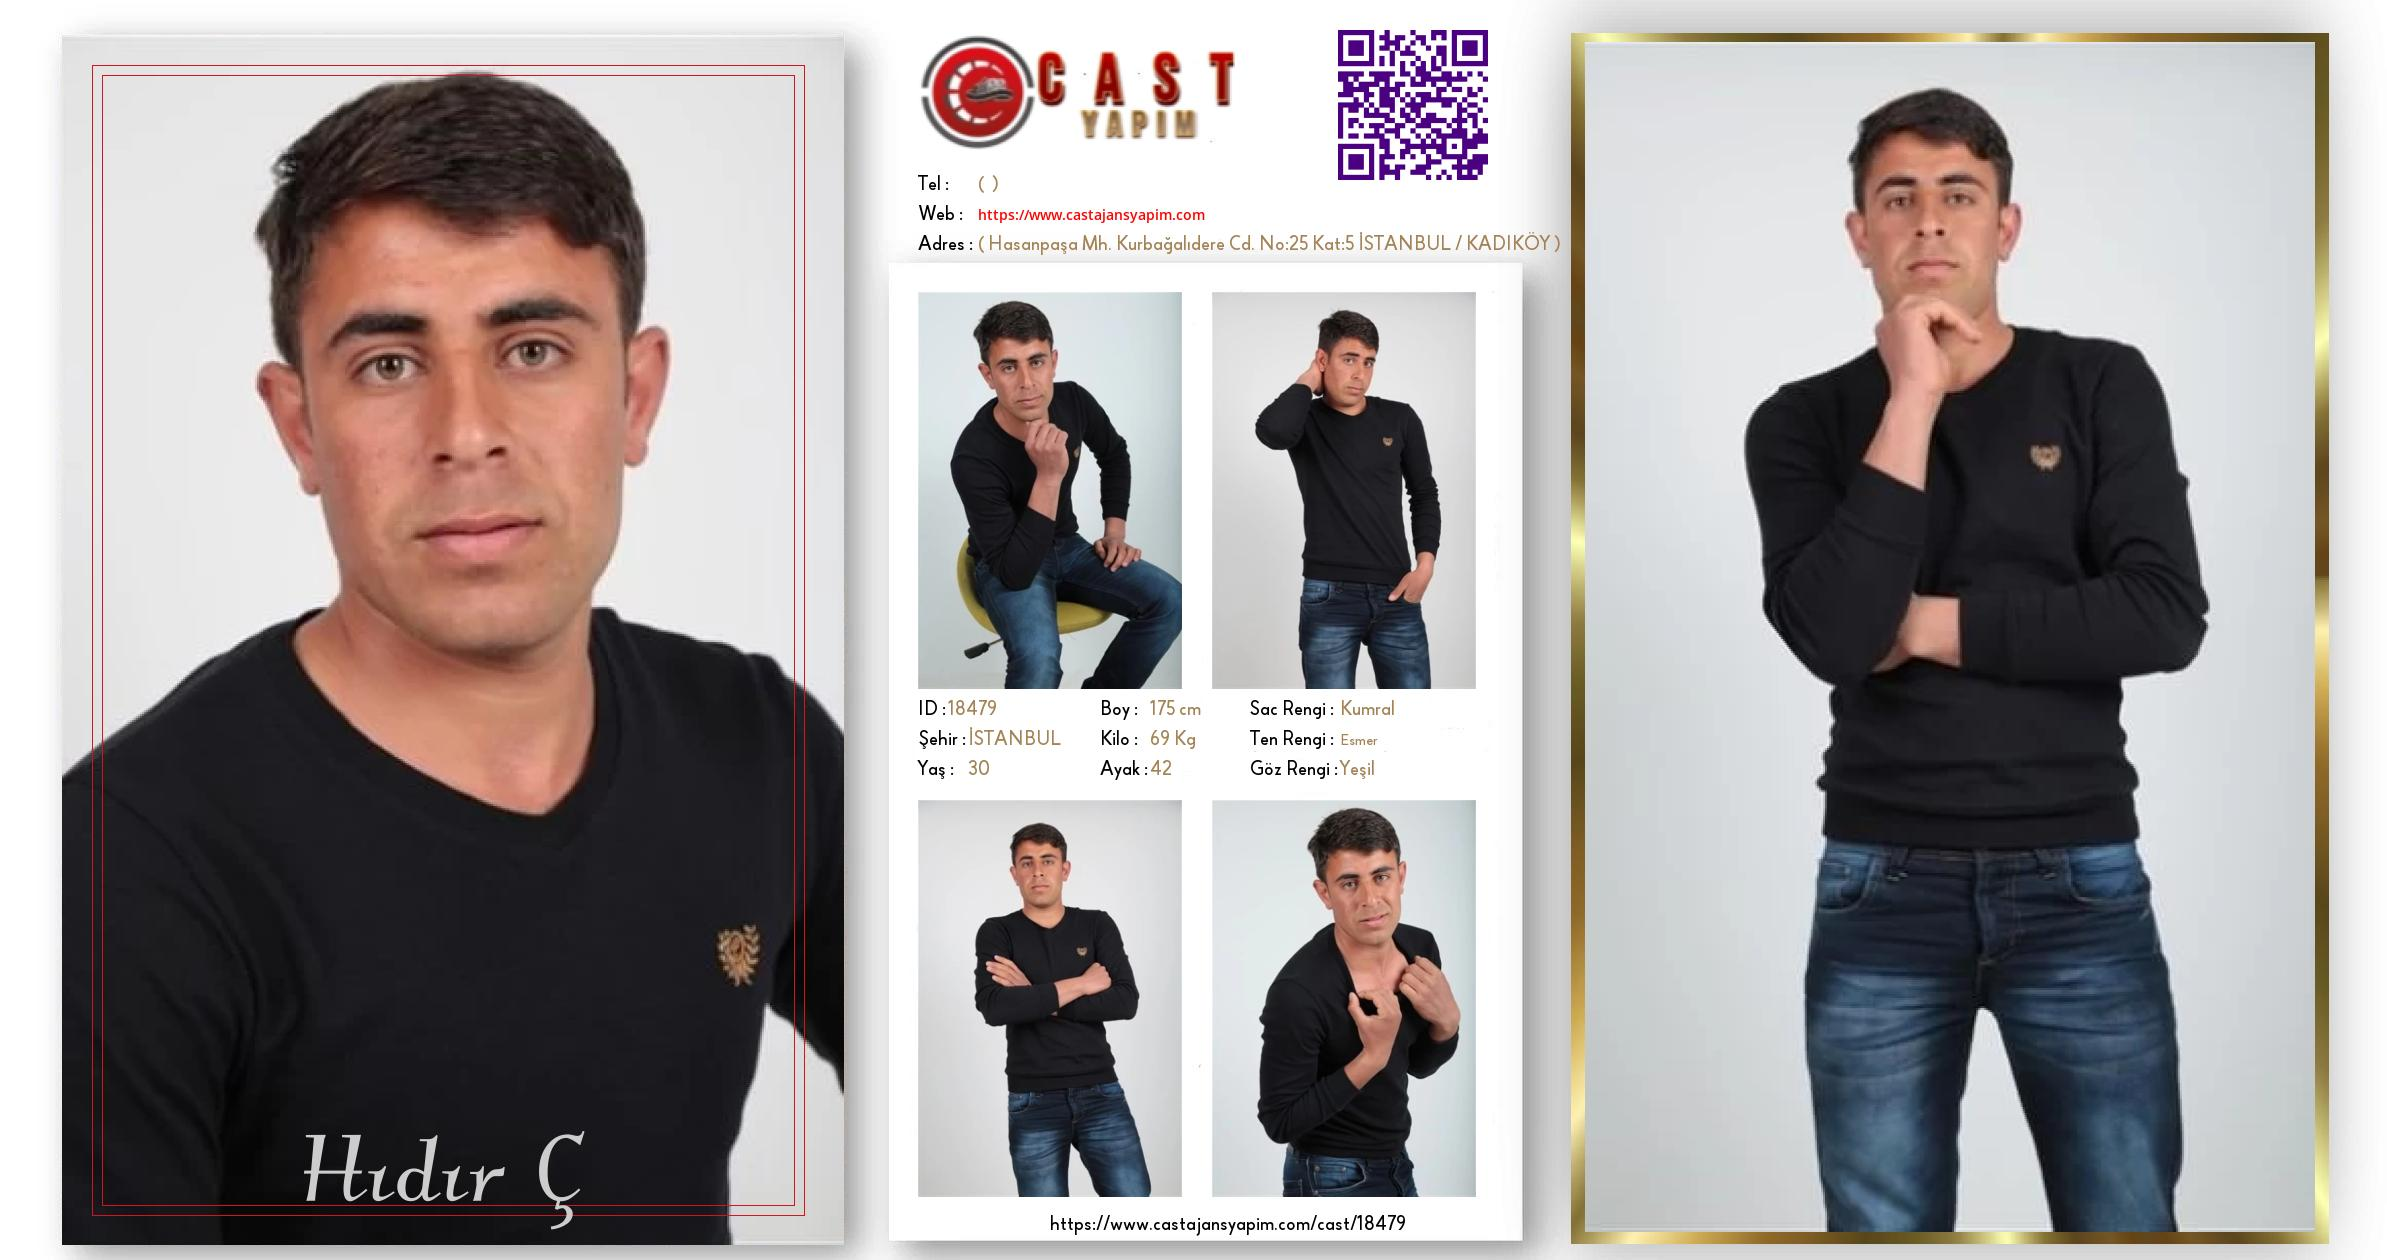 Hıdır Ç
CAST
YAPIM
Tel : ( )
Web : https://www.castajansyapim.com
Adres : ( Hasanpaşa Mh. Kurbağalıdere Cd. No:25 Kat:5 İSTANBUL / KADIKÖY )
ID : 18479 Boy : 175 cm Sac Rengi : Kumral
Şehir : İSTANBUL Kilo : 69 Kg Ten Rengi : Esmer
Yaş : 30 Ayak : 42 Göz Rengi : Yeşil
https://www.castajansyapim.com/cast/18479